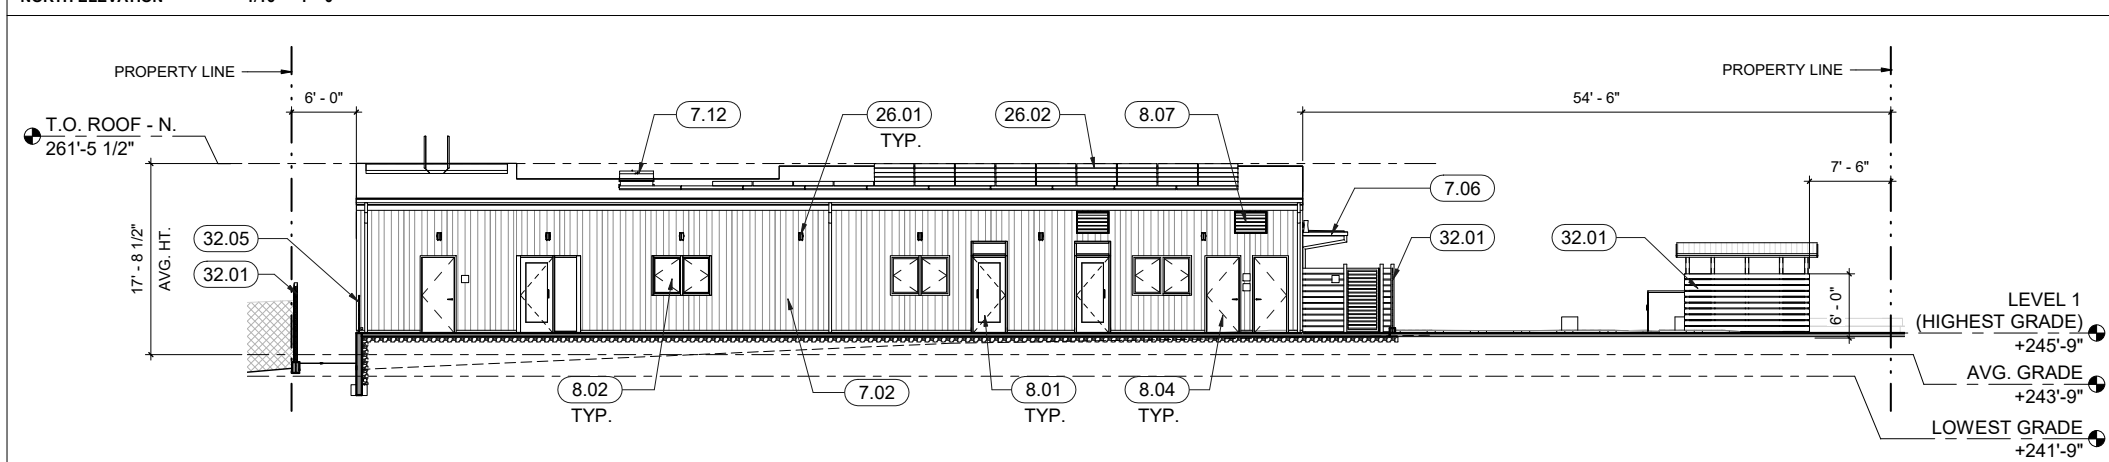 PROPERTY LINE
6' - 0"
T.O. ROOF - N.
261'-5 1/2"
17' - 8 1/2"
AVG. HT.
32.05
32.01
7.12
26.01
TYP.
26.02
8.07
54' - 6"
PROPERTY LINE
7' - 6"
7.06
32.01
32.01
6' - 0"
8.02
TYP.
7.02
8.01
TYP.
8.04
TYP.
LEVEL 1
(HIGHEST GRADE)
+245'-9"
AVG. GRADE
+243'-9"
LOWEST GRADE
+241'-9"